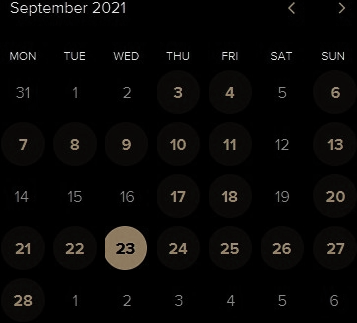 September 2021
MON TUE WED THU FRI SAT SUN
31 1 2 3 4 5 6
7 8 9 10 11 12 13
14 15 16 17 18 19 20
21 22 23 24 25 26 27
28 1 2 3 4 5 6